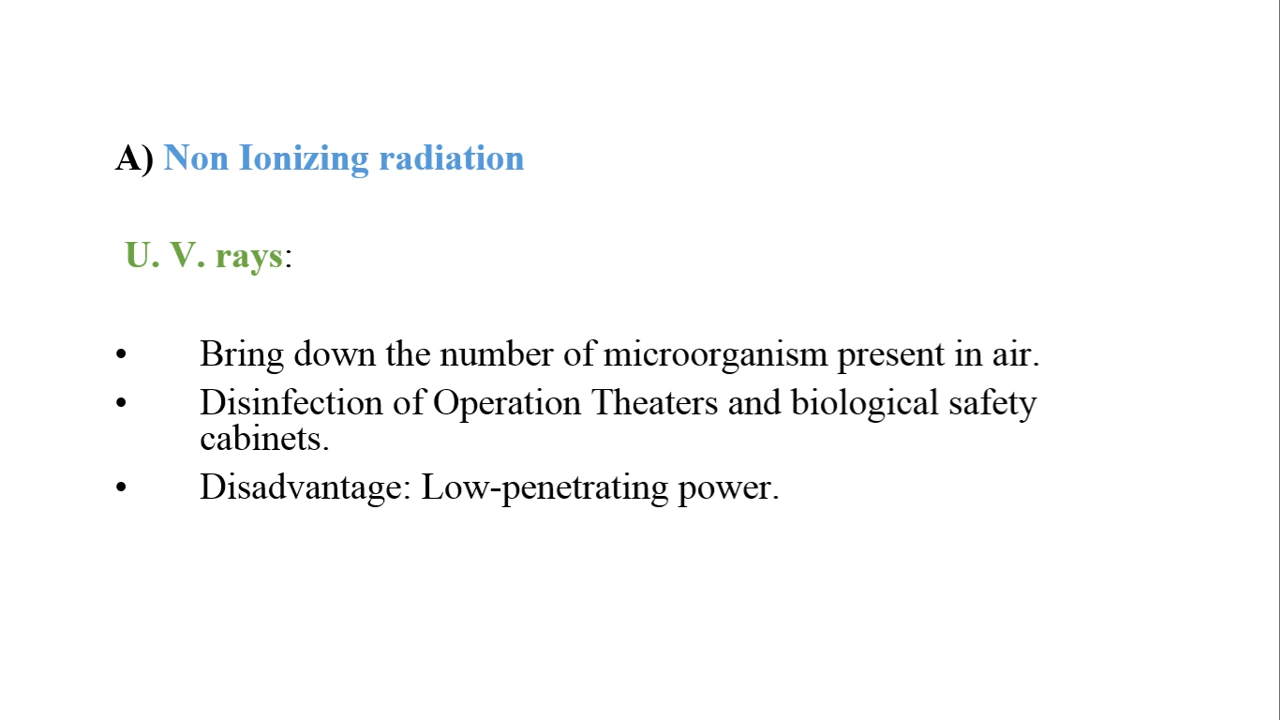 A) Non Ionizing radiation
U. V. rays:
• Bring down the number of microorganism present in air.
• Disinfection of Operation Theaters and biological safety
cabinets.
• Disadvantage: Low-penetrating power.